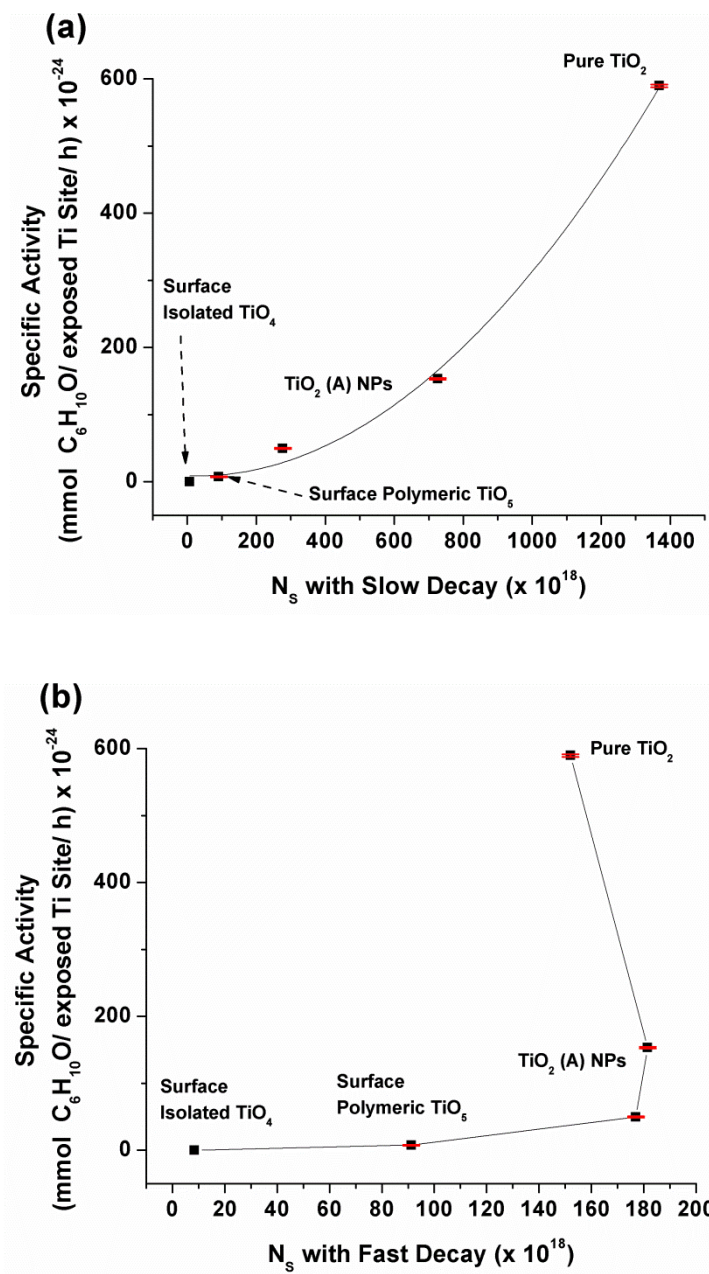 (a)
Specific Activity
(mmol C₆H₁₀O/ exposed Ti Site/ h) x 10⁻²⁴
600
400
200
0
Pure TiO₂
Surface
Isolated TiO₄
TiO₂ (A) NPs
Surface Polymeric TiO₅
0 200 400 600 800 1000 1200 1400
Nₛ with Slow Decay (x 10¹⁸)
(b)
Specific Activity
(mmol C₆H₁₀O/ exposed Ti Site/ h) x 10⁻²⁴
600
400
200
0
Pure TiO₂
TiO₂ (A) NPs
Surface
Isolated TiO₄
Surface
Polymeric TiO₅
0 20 40 60 80 100 120 140 160 180 200
Nₛ with Fast Decay (x 10¹⁸)